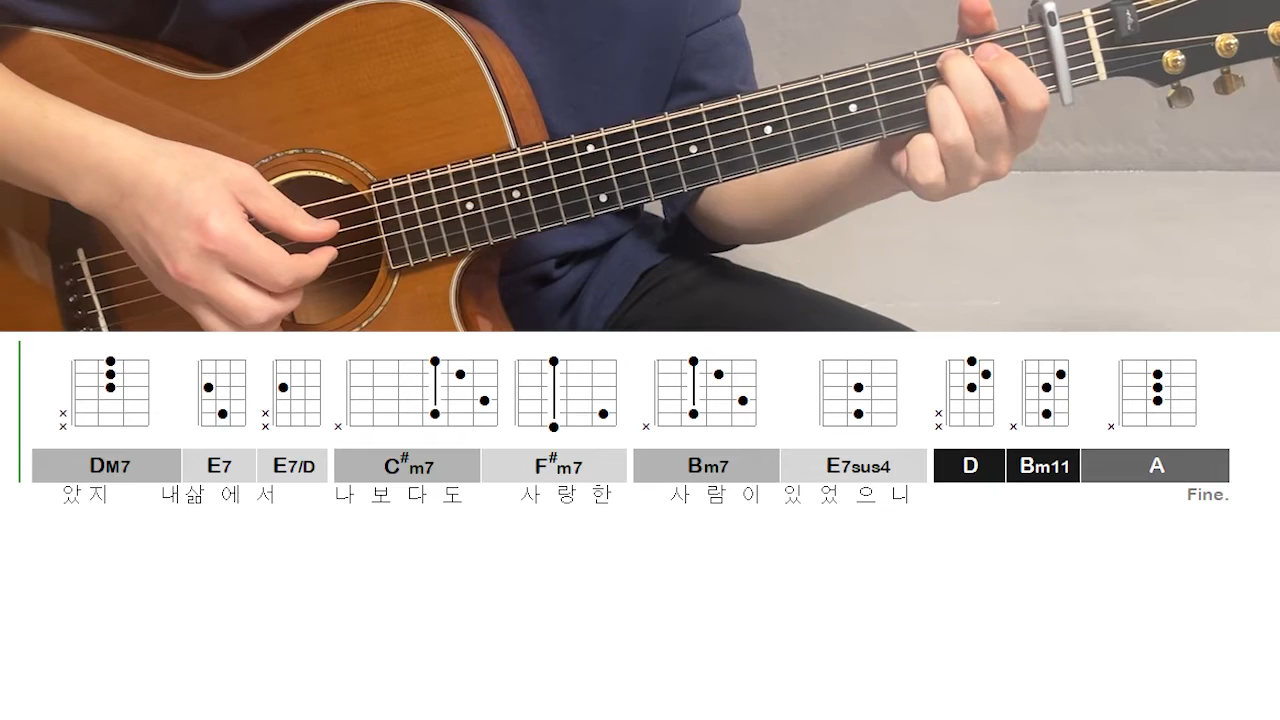 DM7 E7 E7/D C#m7 F#m7 Bm7 E7sus4 D Bm11 A
았지 내삶에서 나보다도 사랑한 사람이 있었으니 Fine.